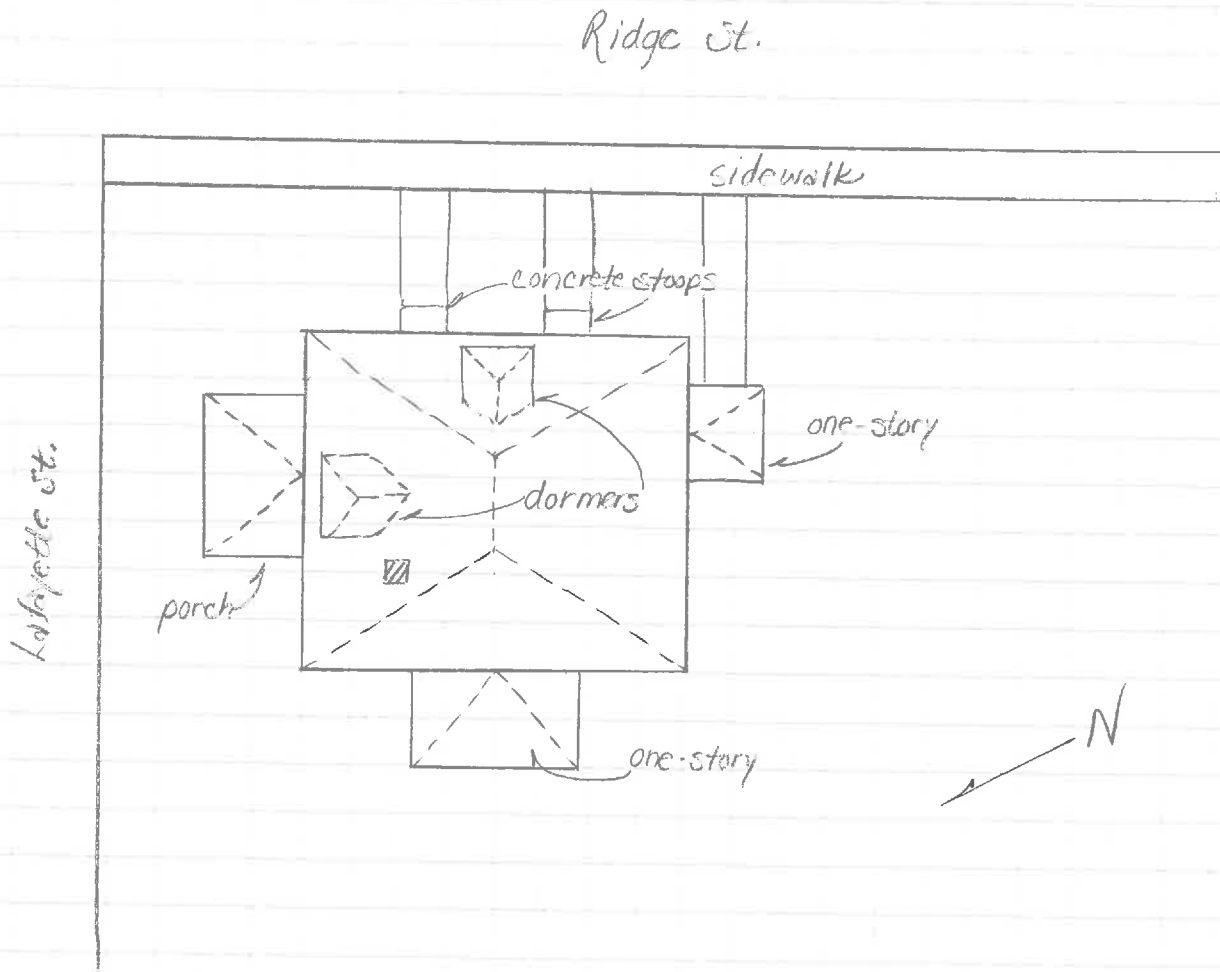 Ridge St.
sidewalk
concrete stoops
one-story
Lafayette St.
dormers
porch
N
one-story